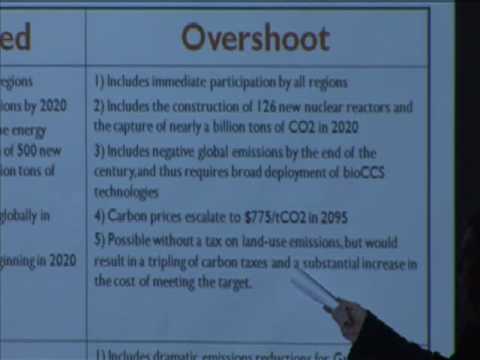 ed
Overshoot
regions
ions by 2020
ne energy
n of 500 new
ion tons of
globally in
ginning in 2020
1) Includes immediate participation by all regions
2) Includes the construction of 126 new nuclear reactors and
the capture of nearly a billion tons of CO2 in 2020
3) Includes negative global emissions by the end of the
century, and thus requires broad deployment of bioCCS
technologies
4) Carbon prices escalate to $775/tCO2 in 2095
5) Possible without a tax on land-use emissions, but would
result in a tripling of carbon taxes and a substantial increase in
the cost of meeting the target.
1) Includes dramatic emissions reductions for